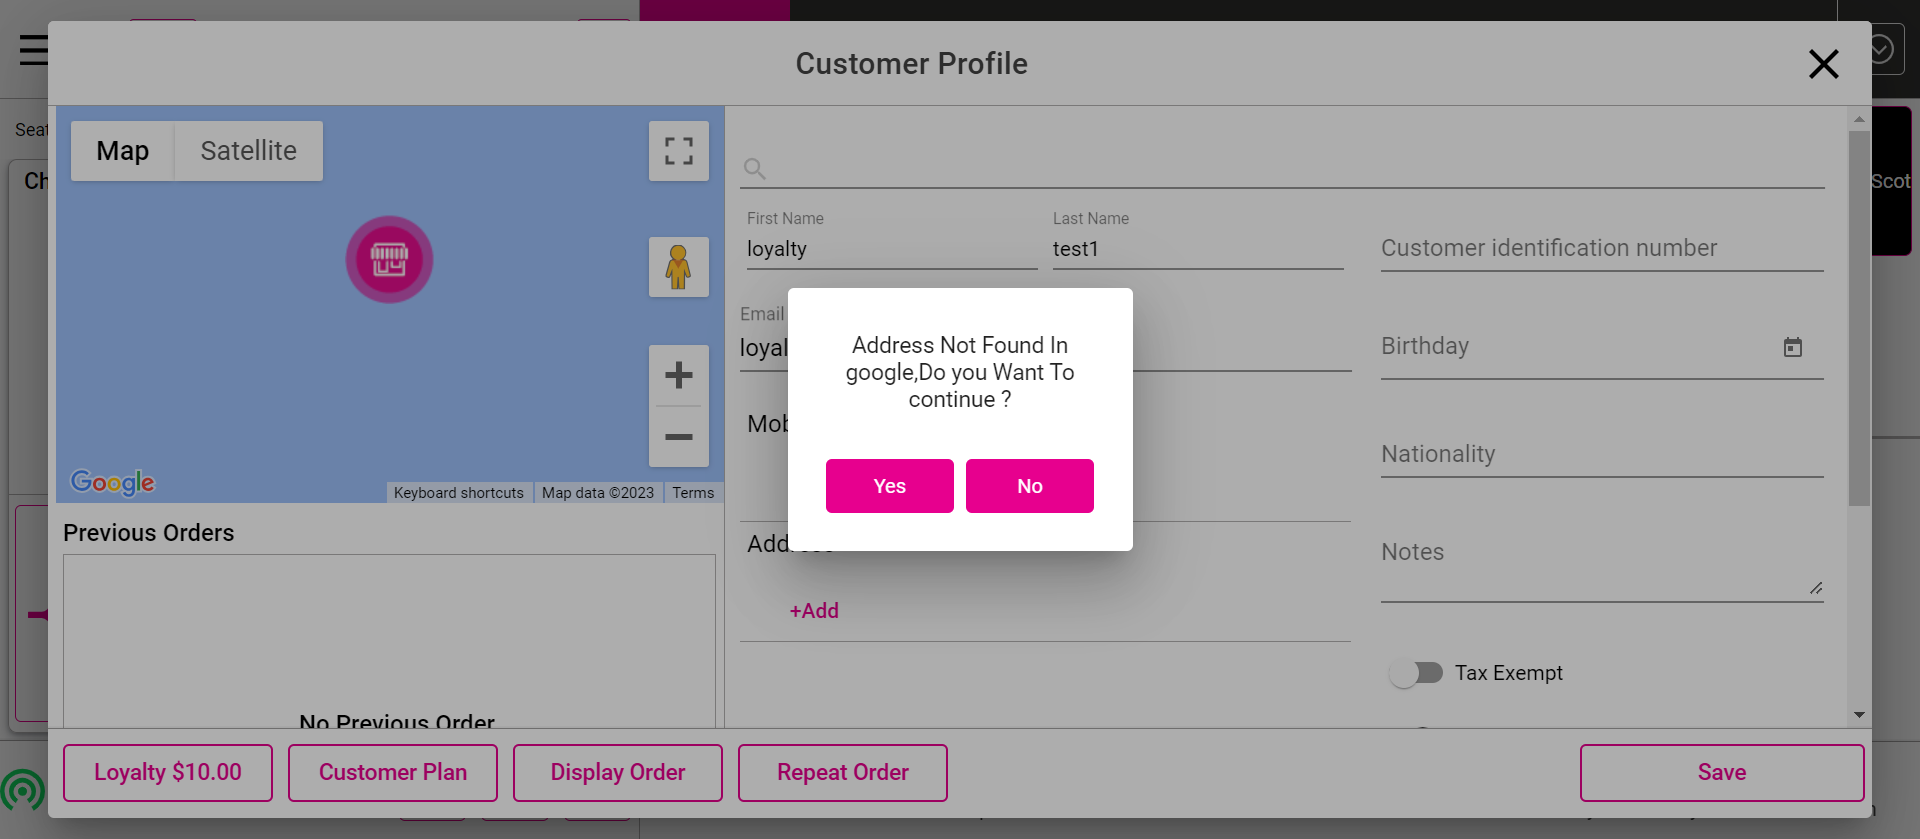 Customer Profile
Seat
Ch
Scot
Map
Satellite
Google
Keyboard shortcuts
Map data ©2023
Terms
Previous Orders
No Previous Order
First Name
loyalty
Last Name
test1
Customer identification number
Email
loyal
Birthday
Mob
Nationality
Address
+Add
Notes
Tax Exempt
Address Not Found In
google,Do you Want To
continue ?
Yes
No
Loyalty $10.00
Customer Plan
Display Order
Repeat Order
Save